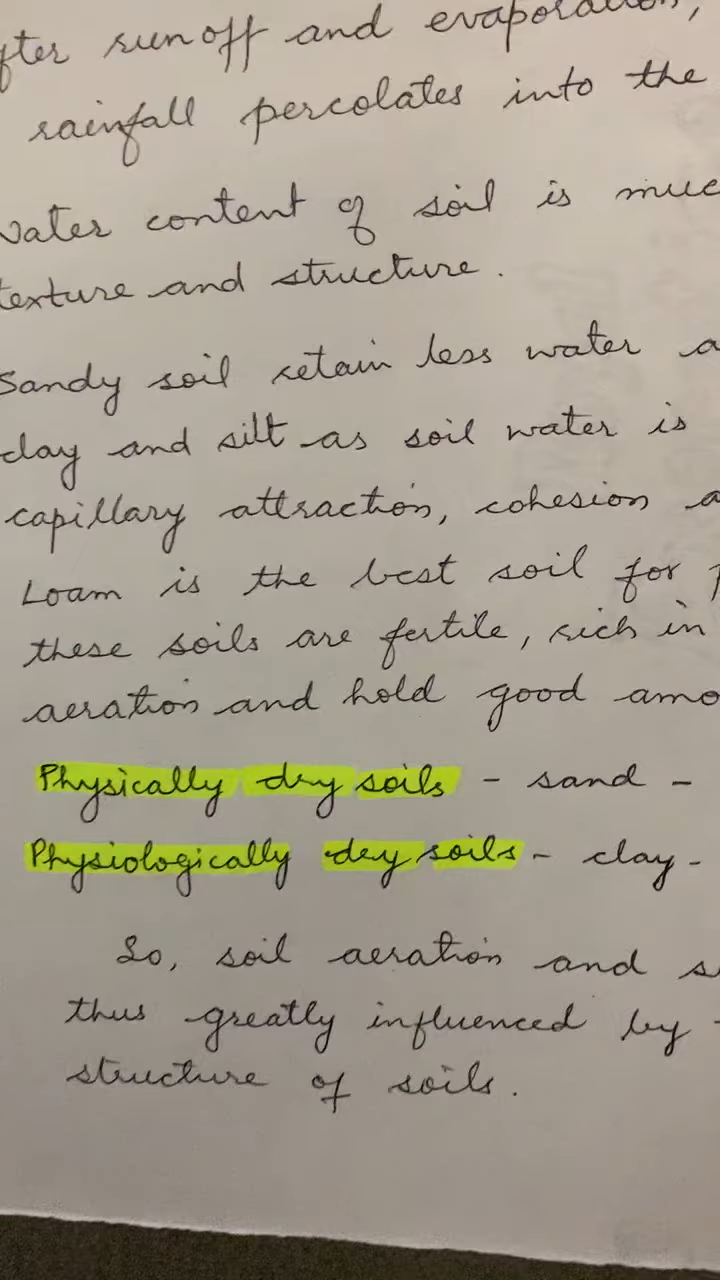 after runoff and evaporation,
rainfall percolates into the
Water content of soil is
texture and structure.
Sandy soil retain less water
clay and silt as soil water is
capillary attraction, cohesion
Loam is the best soil for
these soils are fertile, rich in
aeration and hold good
Physically dry soils - sand -
Physiologically dry soils - clay -
So, soil aeration and
thus greatly influenced by
structure of soils.